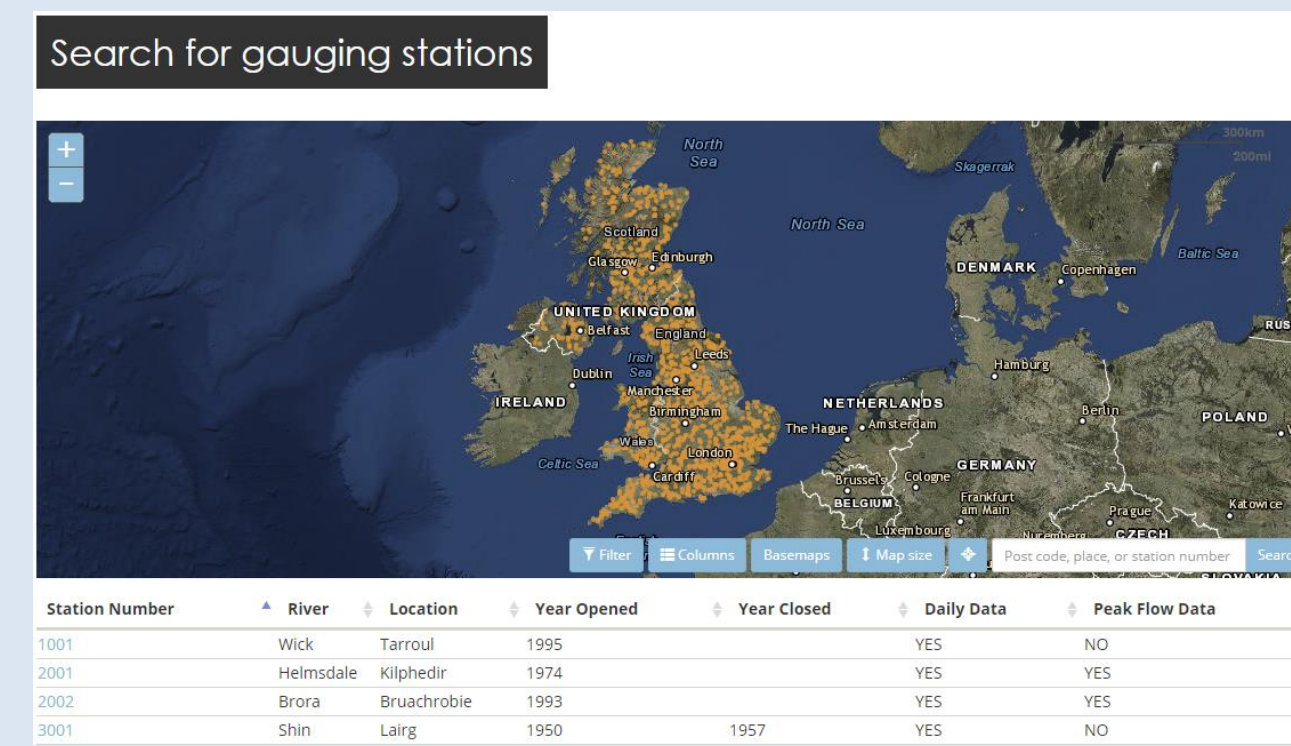 Search for gauging stations
+
−
300km
200mi
North
Sea
Skagerrak
North Sea
Baltic Sea
Scotland
Glasgow
Edinburgh
DENMARK
Copenhagen
UNITED KINGDOM
Belfast
England
RUS
Irish
Sea
Leeds
Dublin
Hamburg
Manchester
IRELAND
NETHERLANDS
Birmingham
Berlin
POLAND
The Hague
Amsterdam
Wales
London
Celtic Sea
Cardiff
GERMANY
Brussels
Cologne
BELGIUM
Frankfurt
am Main
Prague
Katowice
Luxembourg
Nuremberg
CZECH
SLOVAKIA
Filter
Columns
Basemaps
Map size
Post code, place, or station number
Searc
Station Number River Location Year Opened Year Closed Daily Data Peak Flow Data
1001 Wick Tarroul 1995 YES NO
2001 Helmsdale Kilphedir 1974 YES YES
2002 Brora Bruachrobie 1993 YES YES
3001 Shin Lairg 1950 1957 YES NO